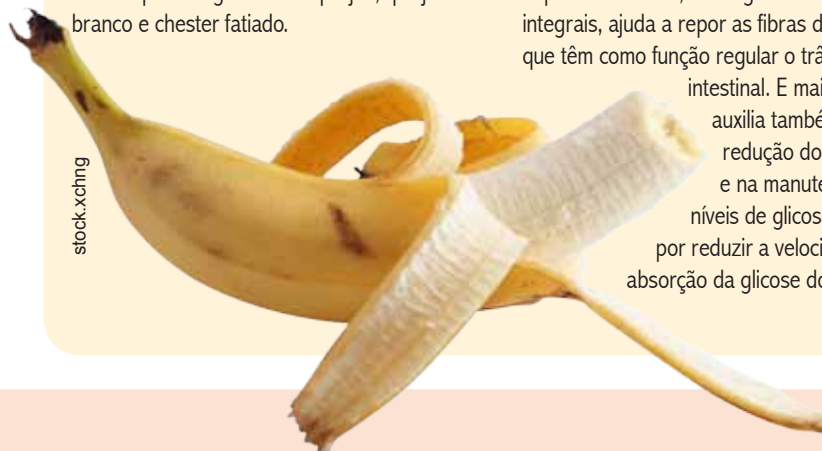 branco e chester fatiado.
stock.xchng
integrais, ajuda a repor as fibras d
que têm como função regular o trâ
intestinal. E mai
auxilia també
redução do
e na manute
níveis de glicos
por reduzir a veloci
absorção da glicose do